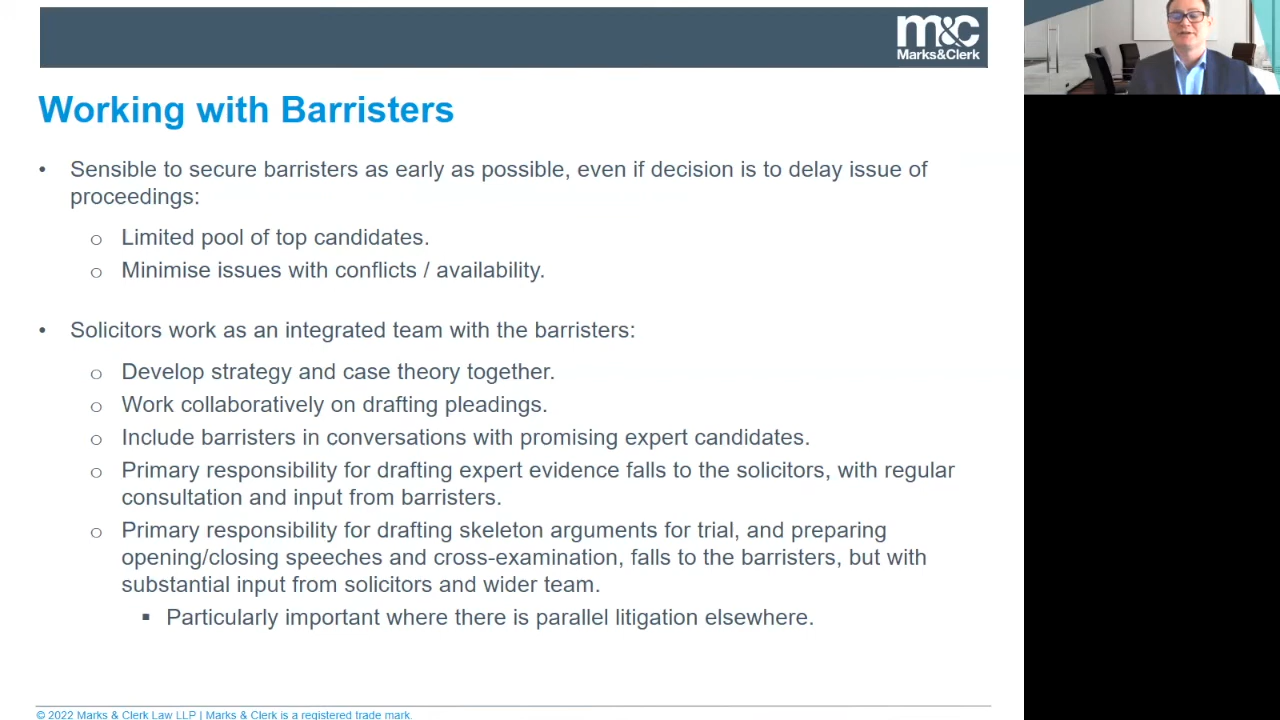 m&c
Marks&Clerk
Working with Barristers
• Sensible to secure barristers as early as possible, even if decision is to delay issue of
proceedings:
o Limited pool of top candidates.
o Minimise issues with conflicts / availability.
• Solicitors work as an integrated team with the barristers:
o Develop strategy and case theory together.
o Work collaboratively on drafting pleadings.
o Include barristers in conversations with promising expert candidates.
o Primary responsibility for drafting expert evidence falls to the solicitors, with regular
consultation and input from barristers.
o Primary responsibility for drafting skeleton arguments for trial, and preparing
opening/closing speeches and cross-examination, falls to the barristers, but with
substantial input from solicitors and wider team.
▪ Particularly important where there is parallel litigation elsewhere.
© 2022 Marks & Clerk Law LLP | Marks & Clerk is a registered trade mark.